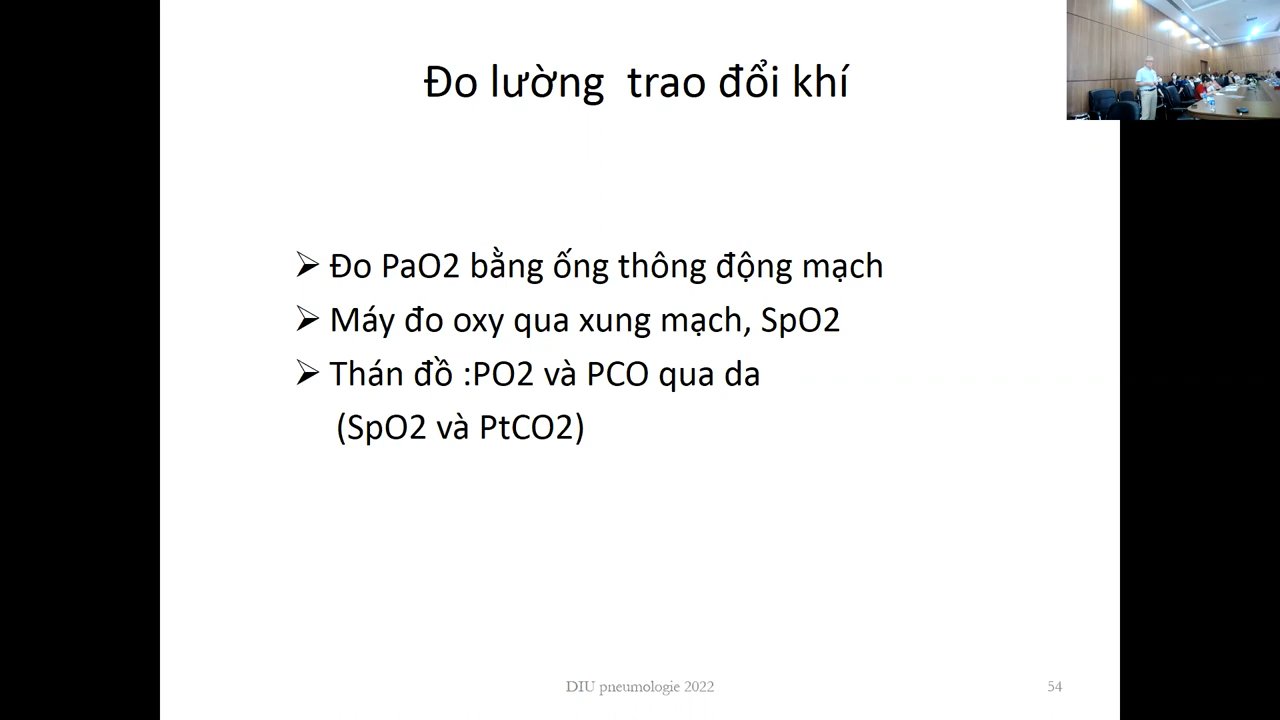 Đo lường  trao đổi khí
➢ Đo PaO2 bằng ống thông động mạch
➢ Máy đo oxy qua xung mạch, SpO2
➢ Thán đồ :PO2 và PCO qua da
(SpO2 và PtCO2)
DIU pneumologie 2022
54